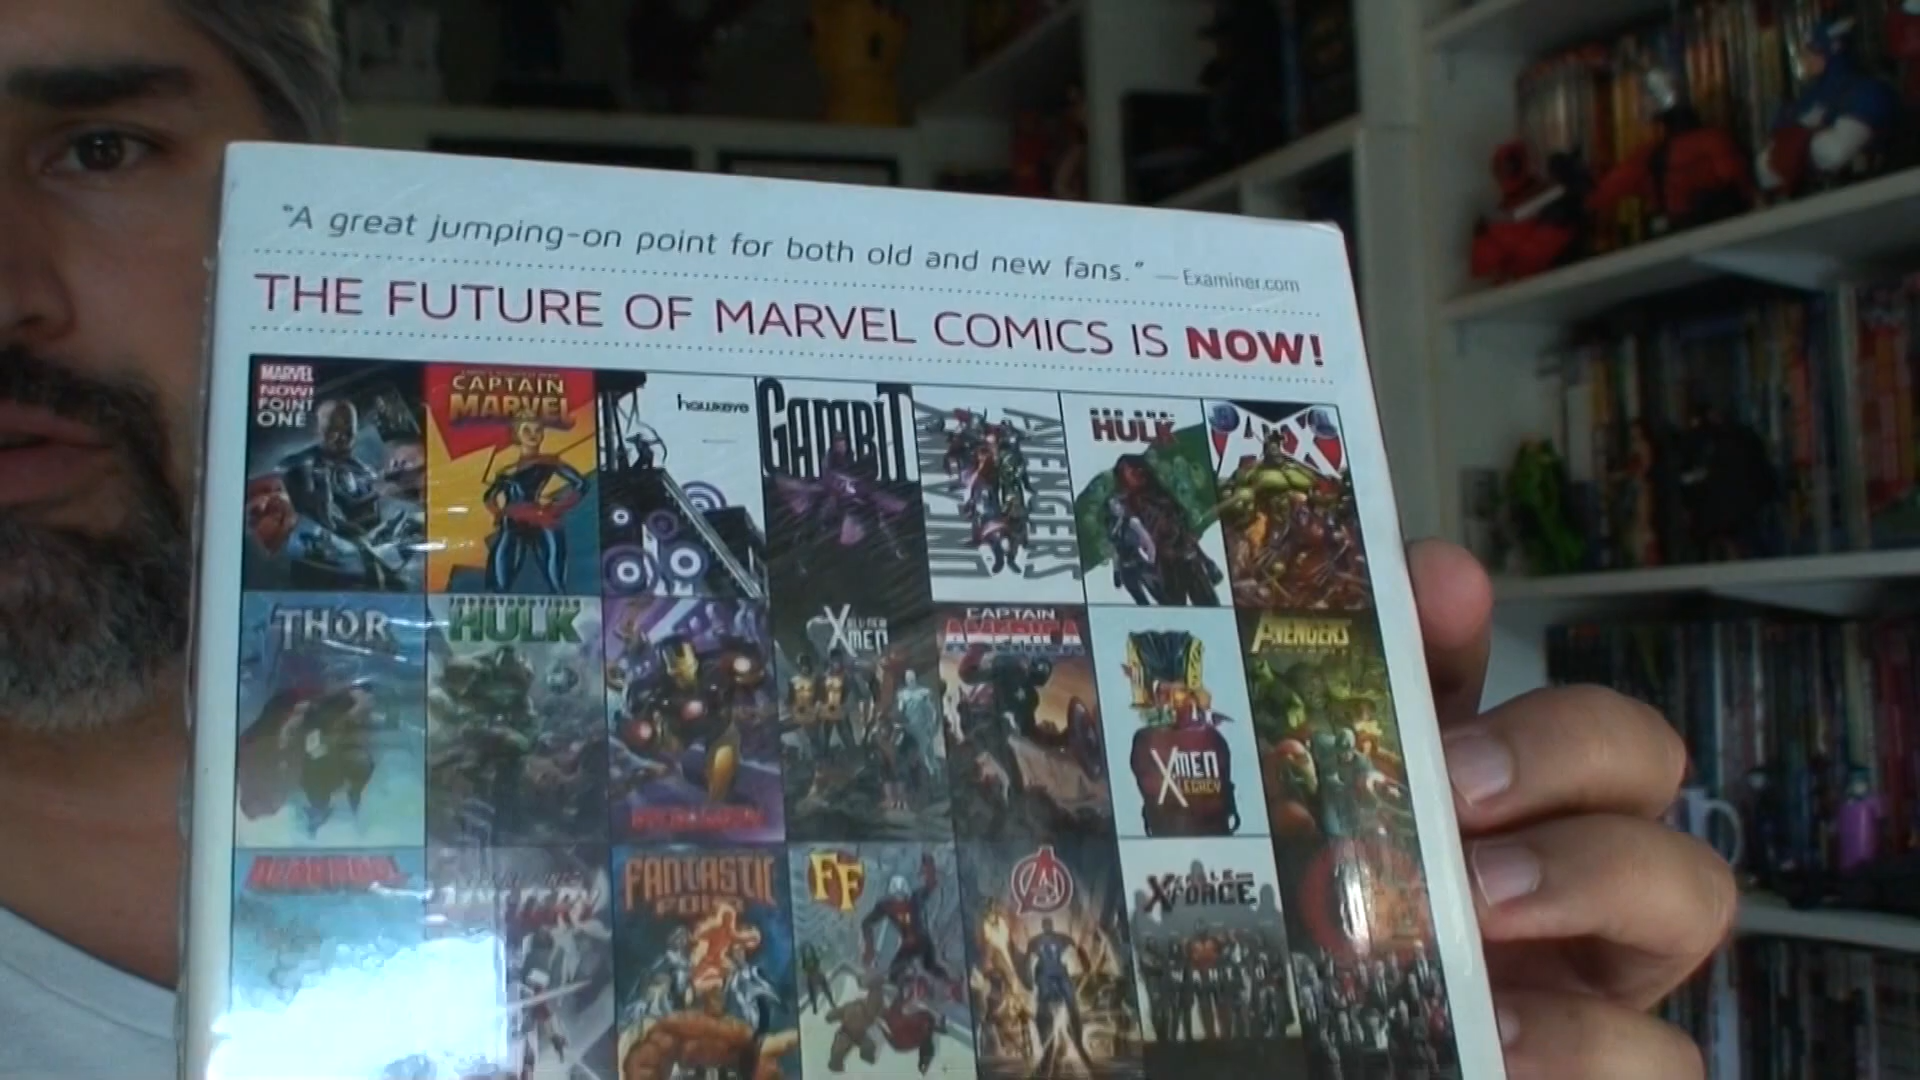 "A great jumping-on point for both old and new fans." —Examiner.com
THE FUTURE OF MARVEL COMICS IS NOW!
MARVEL
NOW!
POINT
ONE
CAPTAIN
MARVEL
hawkeye
GAMBIT
AVENGERS
HULK
AX
THOR
HULK
X-MEN
CAPTAIN
AMERICA
X-MEN
LEGACY
AVENGERS
DEADPOOL
FANTASTIC
FOUR
FF
A
X-FORCE
WANTED